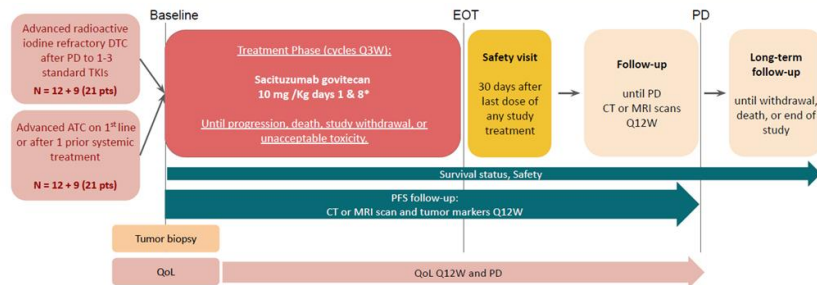 Baseline
EOT
PD
Advanced radioactive
iodine refractory DTC
after PD to 1-3
standard TKIs
N = 12 + 9 (21 pts)
Advanced ATC on 1st line
or after 1 prior systemic
treatment
N = 12 + 9 (21 pts)
Treatment Phase (cycles Q3W):
Sacituzumab govitecan
10 mg /Kg days 1 & 8*
Until progression, death, study withdrawal, or
unacceptable toxicity.
Safety visit
30 days after
last dose of
any study
treatment
Follow-up
until PD
CT or MRI scans
Q12W
Long-term
follow-up
until withdrawal,
death, or end of
study
Survival status, Safety
PFS follow-up:
CT or MRI scan and tumor markers Q12W
Tumor biopsy
QoL
QoL Q12W and PD